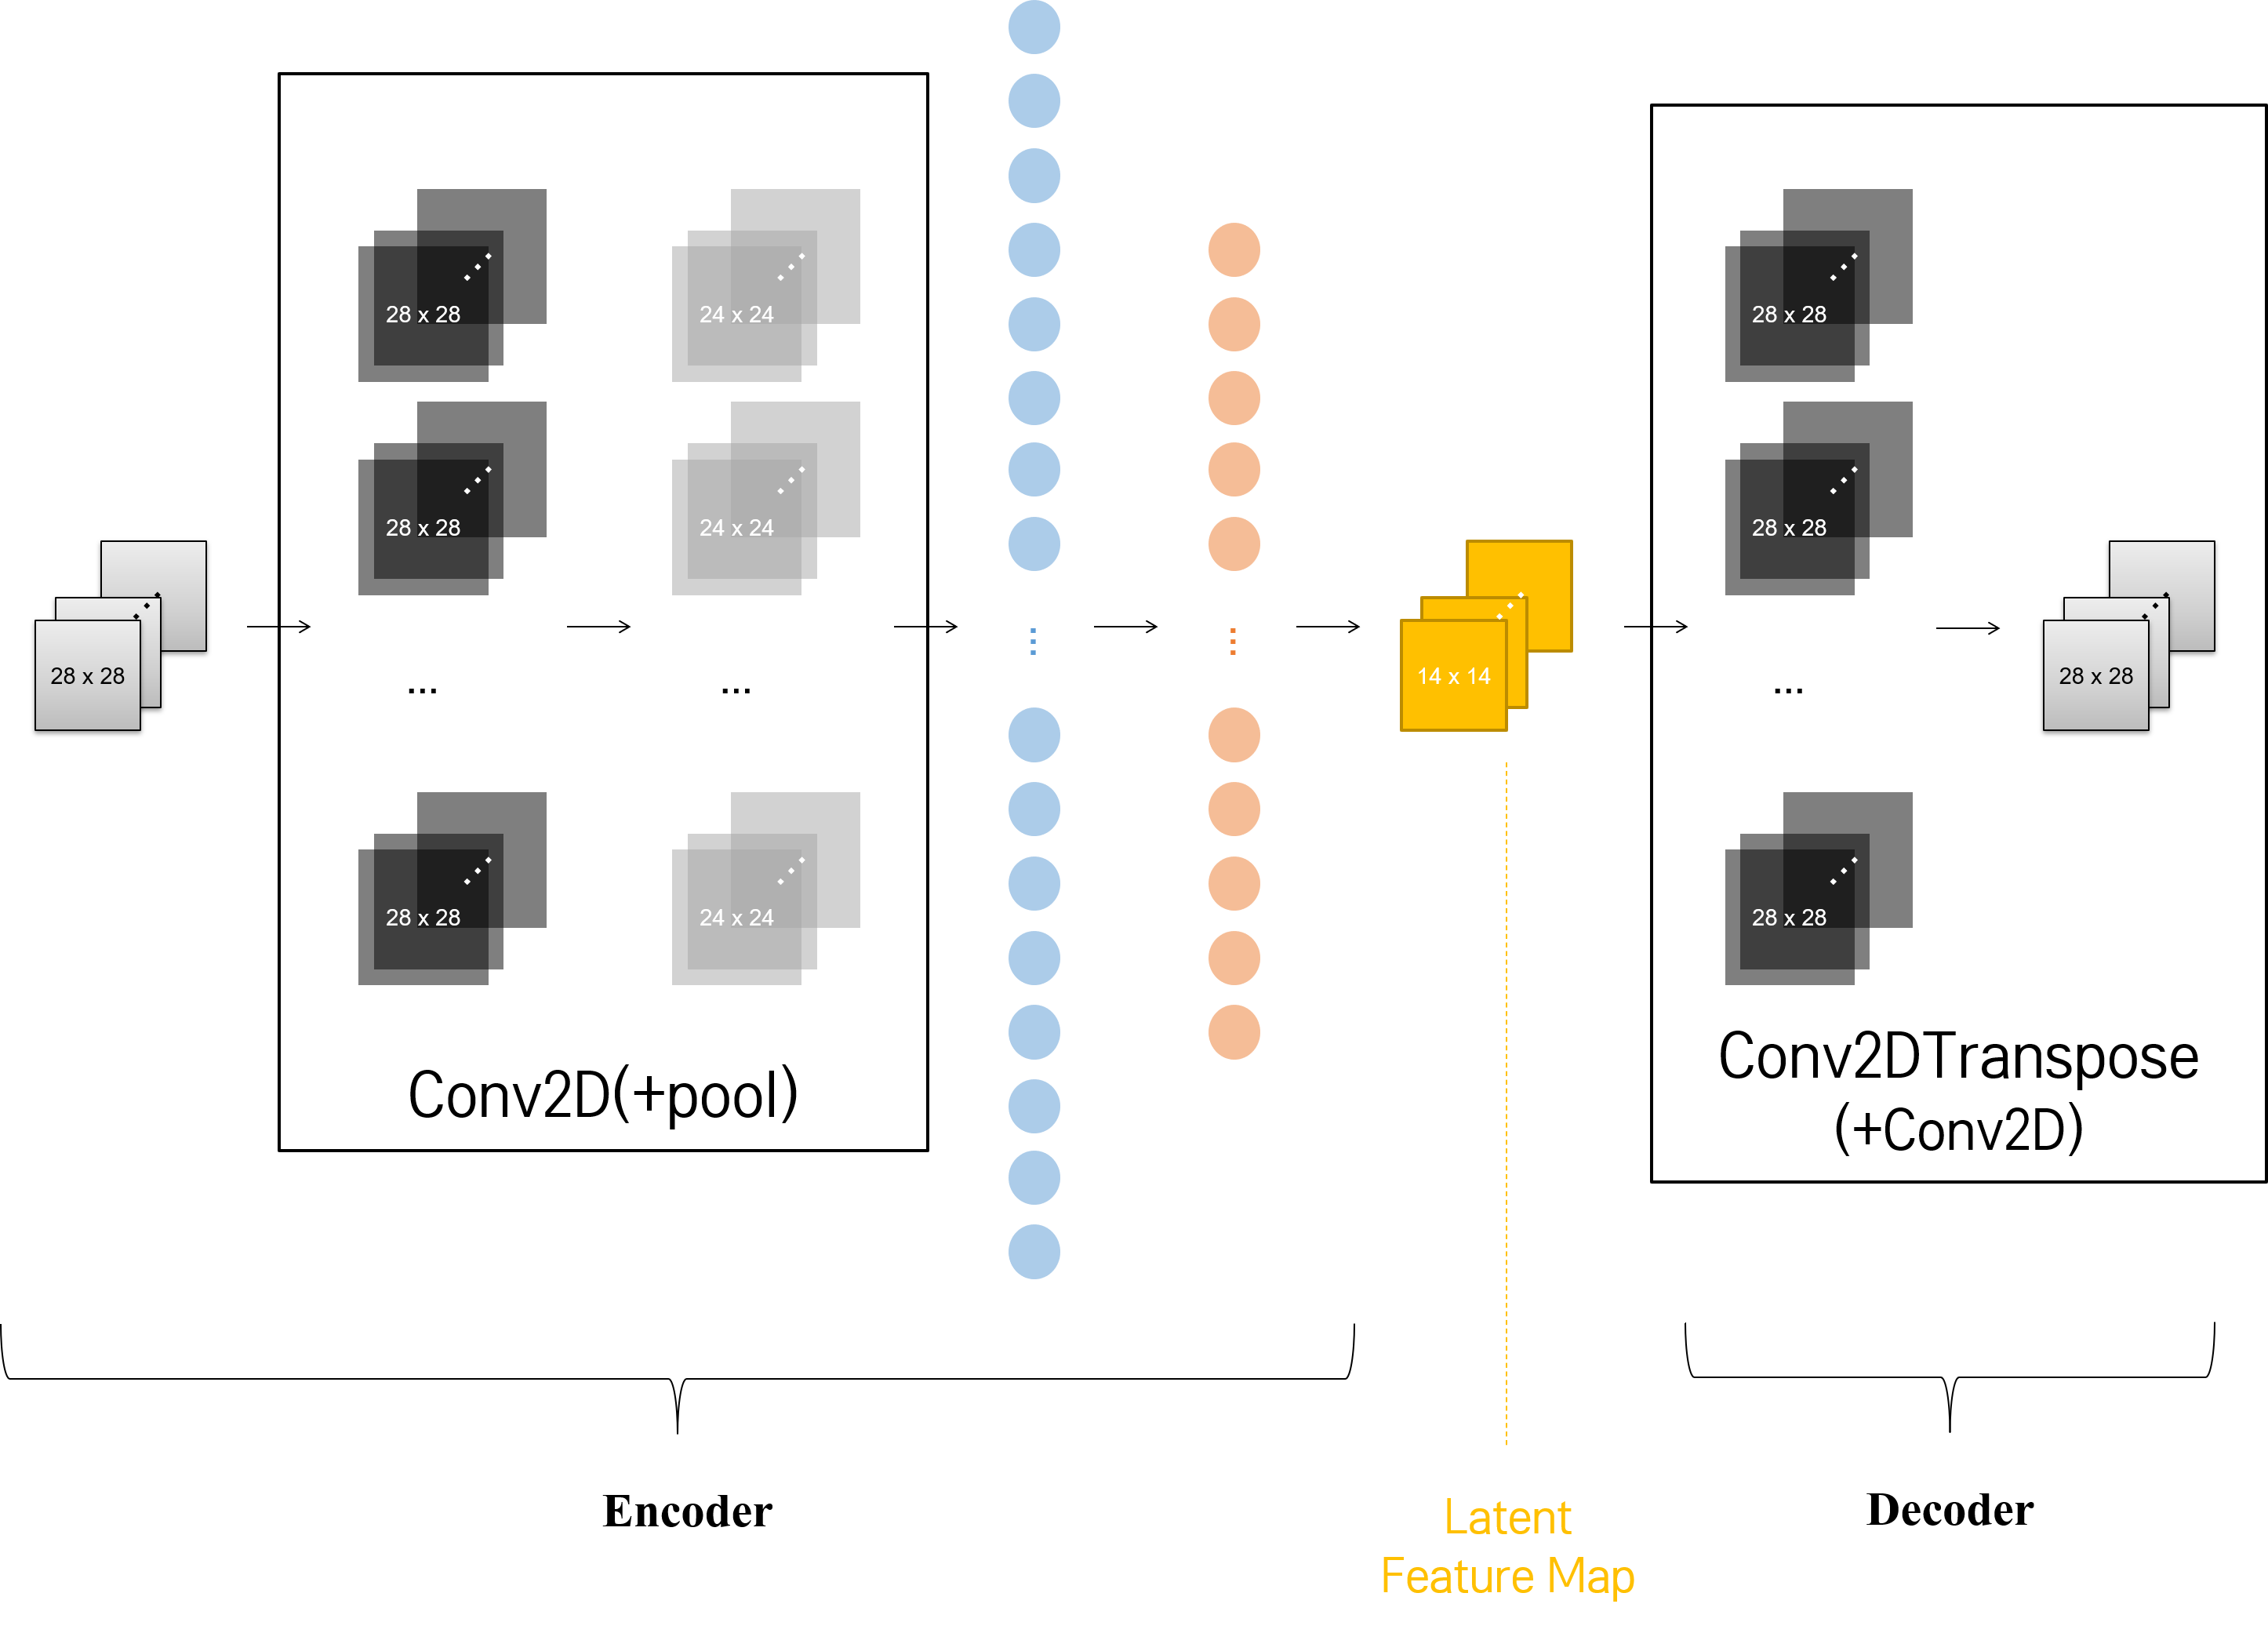 28 x 28
28 x 28
28 x 28
...
28 x 28
24 x 24
24 x 24
...
24 x 24
Conv2D(+pool)
...
...
14 x 14
28 x 28
28 x 28
...
28 x 28
28 x 28
Conv2DTranspose
(+Conv2D)
Encoder
Latent
Feature Map
Decoder